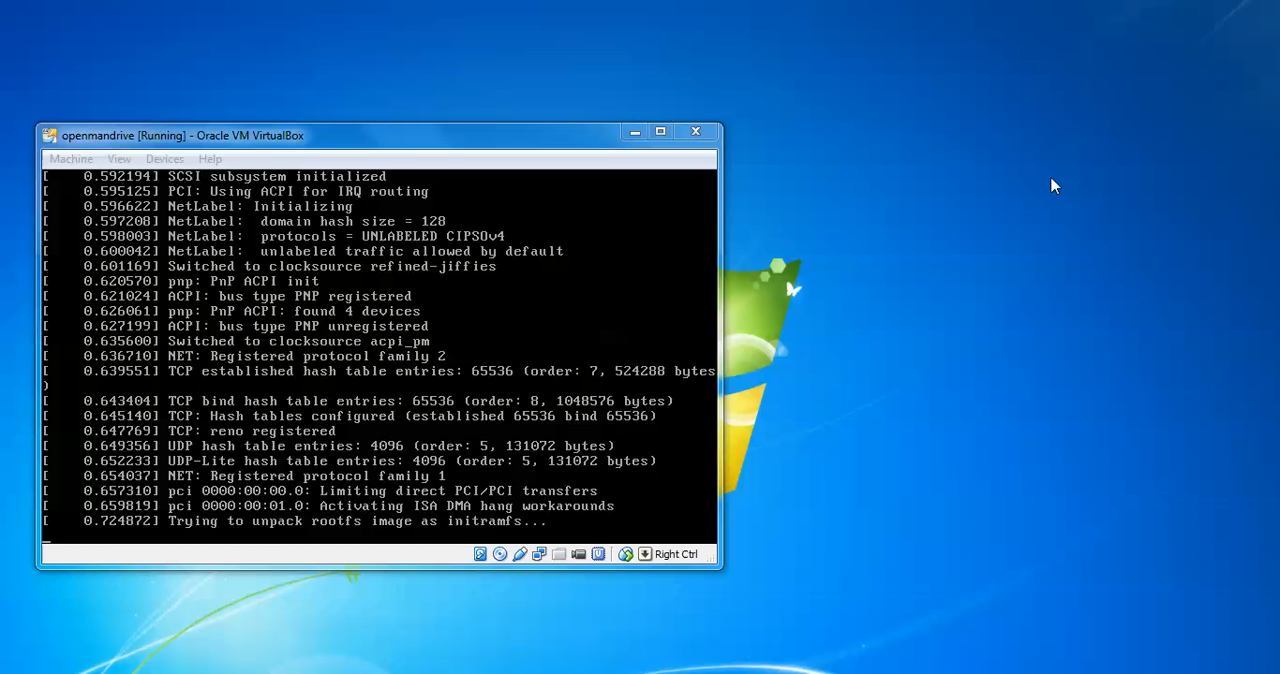 openmandrive [Running] - Oracle VM VirtualBox
Machine View Devices Help
[    0.592194] SCSI subsystem initialized
[    0.595125] PCI: Using ACPI for IRQ routing
[    0.596622] NetLabel: Initializing
[    0.597208] NetLabel:  domain hash size = 128
[    0.598003] NetLabel:  protocols = UNLABELED CIPSOv4
[    0.600042] NetLabel:  unlabeled traffic allowed by default
[    0.601169] Switched to clocksource refined-jiffies
[    0.620570] pnp: PnP ACPI init
[    0.621024] ACPI: bus type PNP registered
[    0.626061] pnp: PnP ACPI: found 4 devices
[    0.627199] ACPI: bus type PNP unregistered
[    0.635600] Switched to clocksource acpi_pm
[    0.636710] NET: Registered protocol family 2
[    0.639551] TCP established hash table entries: 65536 (order: 7, 524288 bytes
)
[    0.643404] TCP bind hash table entries: 65536 (order: 8, 1048576 bytes)
[    0.645140] TCP: Hash tables configured (established 65536 bind 65536)
[    0.647769] TCP: reno registered
[    0.649356] UDP hash table entries: 4096 (order: 5, 131072 bytes)
[    0.652233] UDP-Lite hash table entries: 4096 (order: 5, 131072 bytes)
[    0.654037] NET: Registered protocol family 1
[    0.657310] pci 0000:00:00.0: Limiting direct PCI/PCI transfers
[    0.659819] pci 0000:00:01.0: Activating ISA DMA hang workarounds
[    0.724872] Trying to unpack rootfs image as initramfs...
Right Ctrl